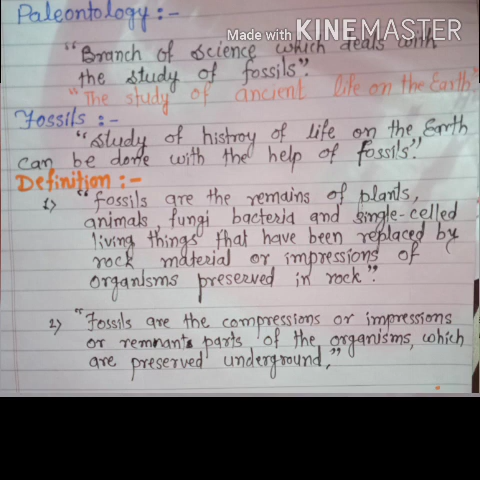 Paleontology :-
Made with KINEMASTER
"Branch of science which deals with
the study of fossils".
"The study of ancient life on the Earth"
Fossils :-
"study of histroy of life on the Earth
can be done with the help of fossils".
Definition :-
1) "Fossils are the remains of plants,
animals fungi bacteria and single-celled
living things that have been replaced by
rock material or impressions of
organisms preserved in rock".
2) "Fossils are the compressions or impressions
or remnants parts of the organisms, which
are preserved underground,"